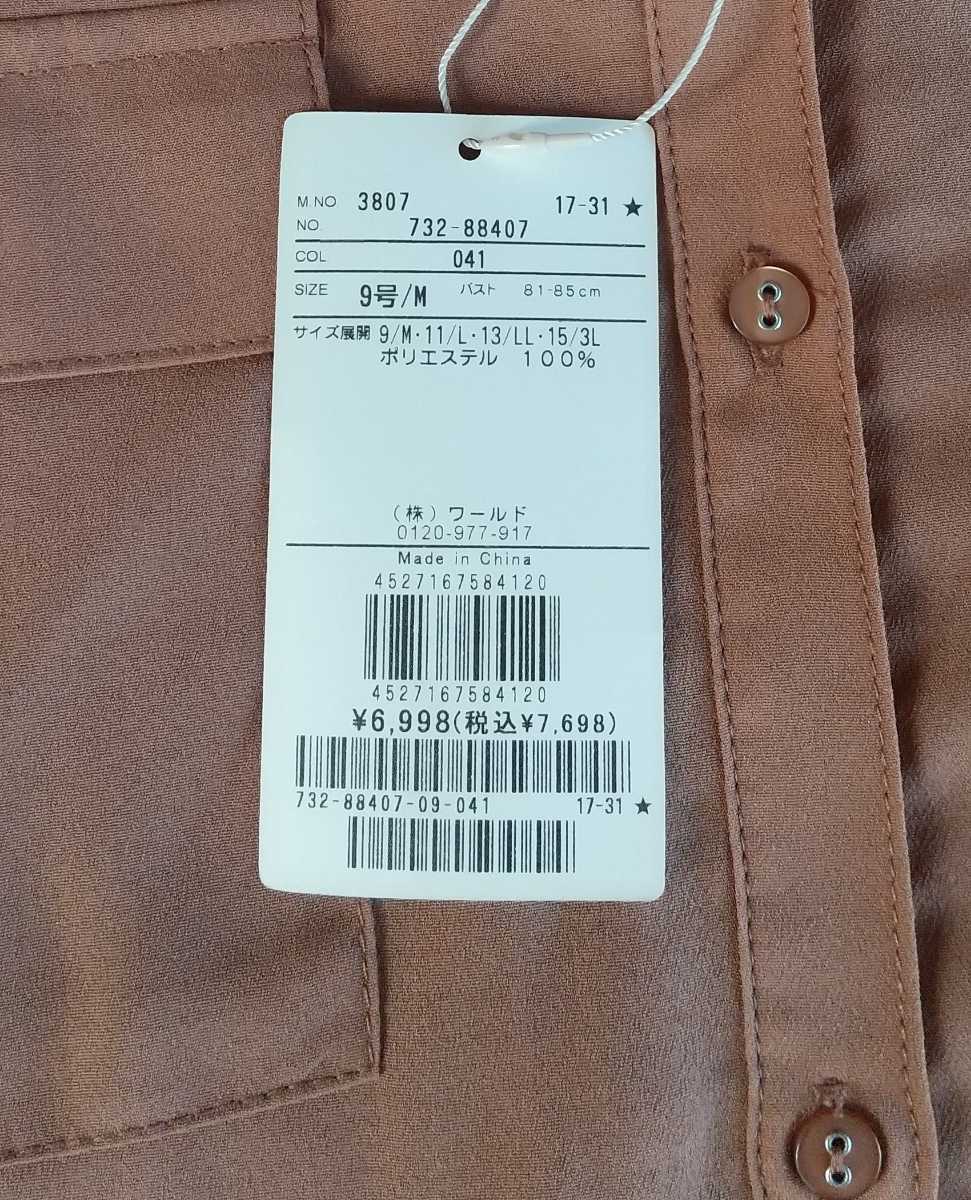 M.NO 3807 17-31 ★
NO. 732-88407
COL 041
SIZE 9号/M バスト 81-85cm
サイズ展開 9/M・11/L・13/LL・15/3L
ポリエステル 100%
(株)ワールド
0120-977-917
Made in China
4527167584120
4527167584120
¥6,998(税込¥7,698)
732-88407-09-041 17-31 ★